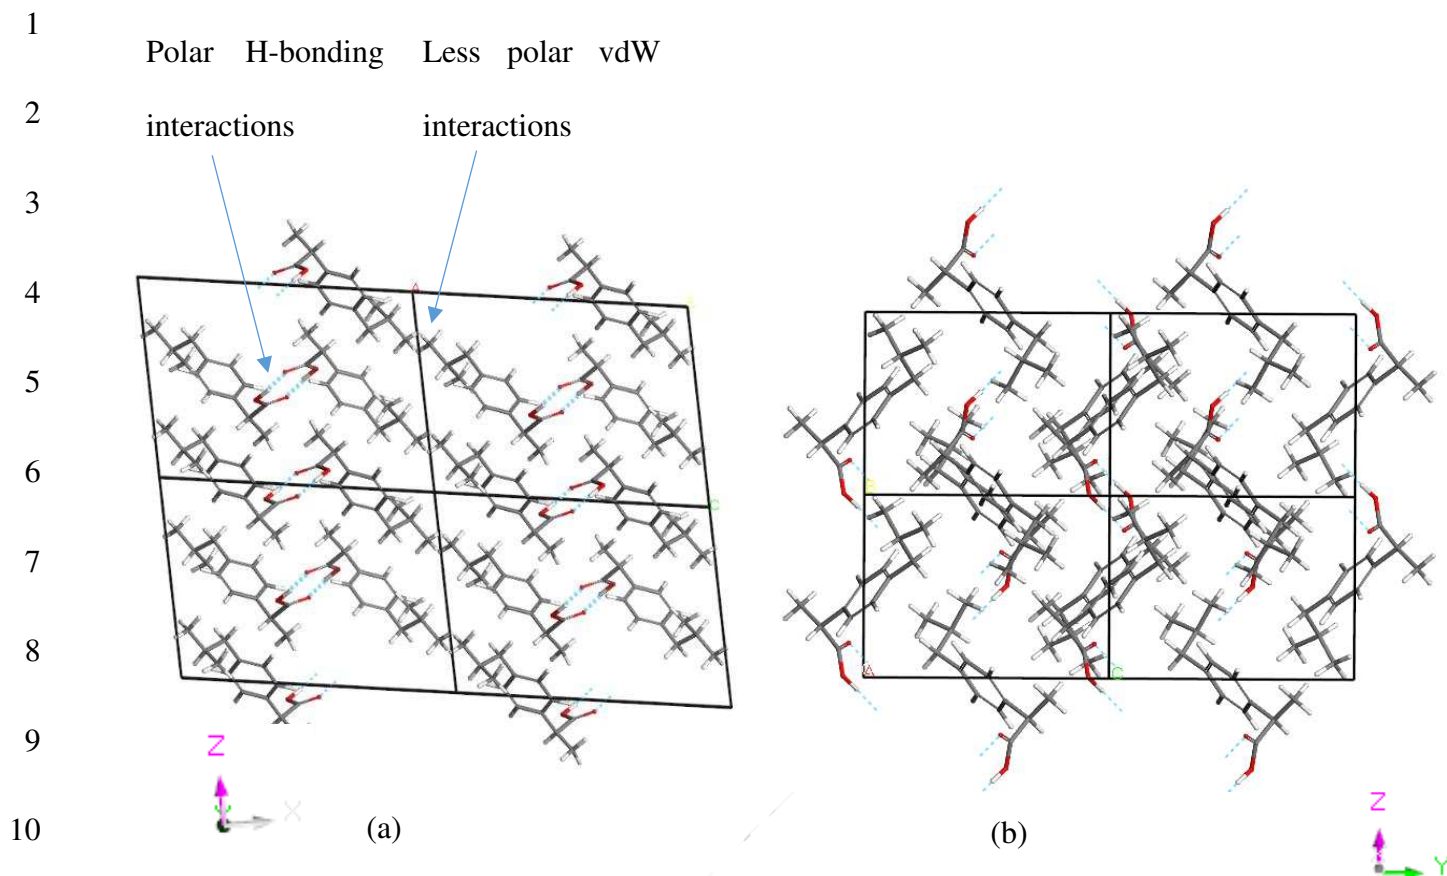 1
Polar H-bonding Less polar vdW
2
interactions interactions
3
4
A
5
6
C
B
7
8
A
C
9
Z
Y
X
10
(a)
(b)
Z
Y